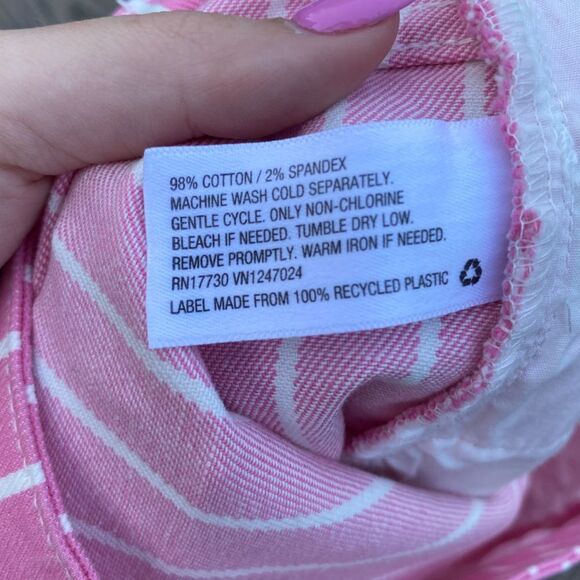 98% COTTON / 2% SPANDEX
MACHINE WASH COLD SEPARATELY.
GENTLE CYCLE. ONLY NON-CHLORINE
BLEACH IF NEEDED. TUMBLE DRY LOW.
REMOVE PROMPTLY. WARM IRON IF NEEDED.
RN17730 VN1247024
LABEL MADE FROM 100% RECYCLED PLASTIC